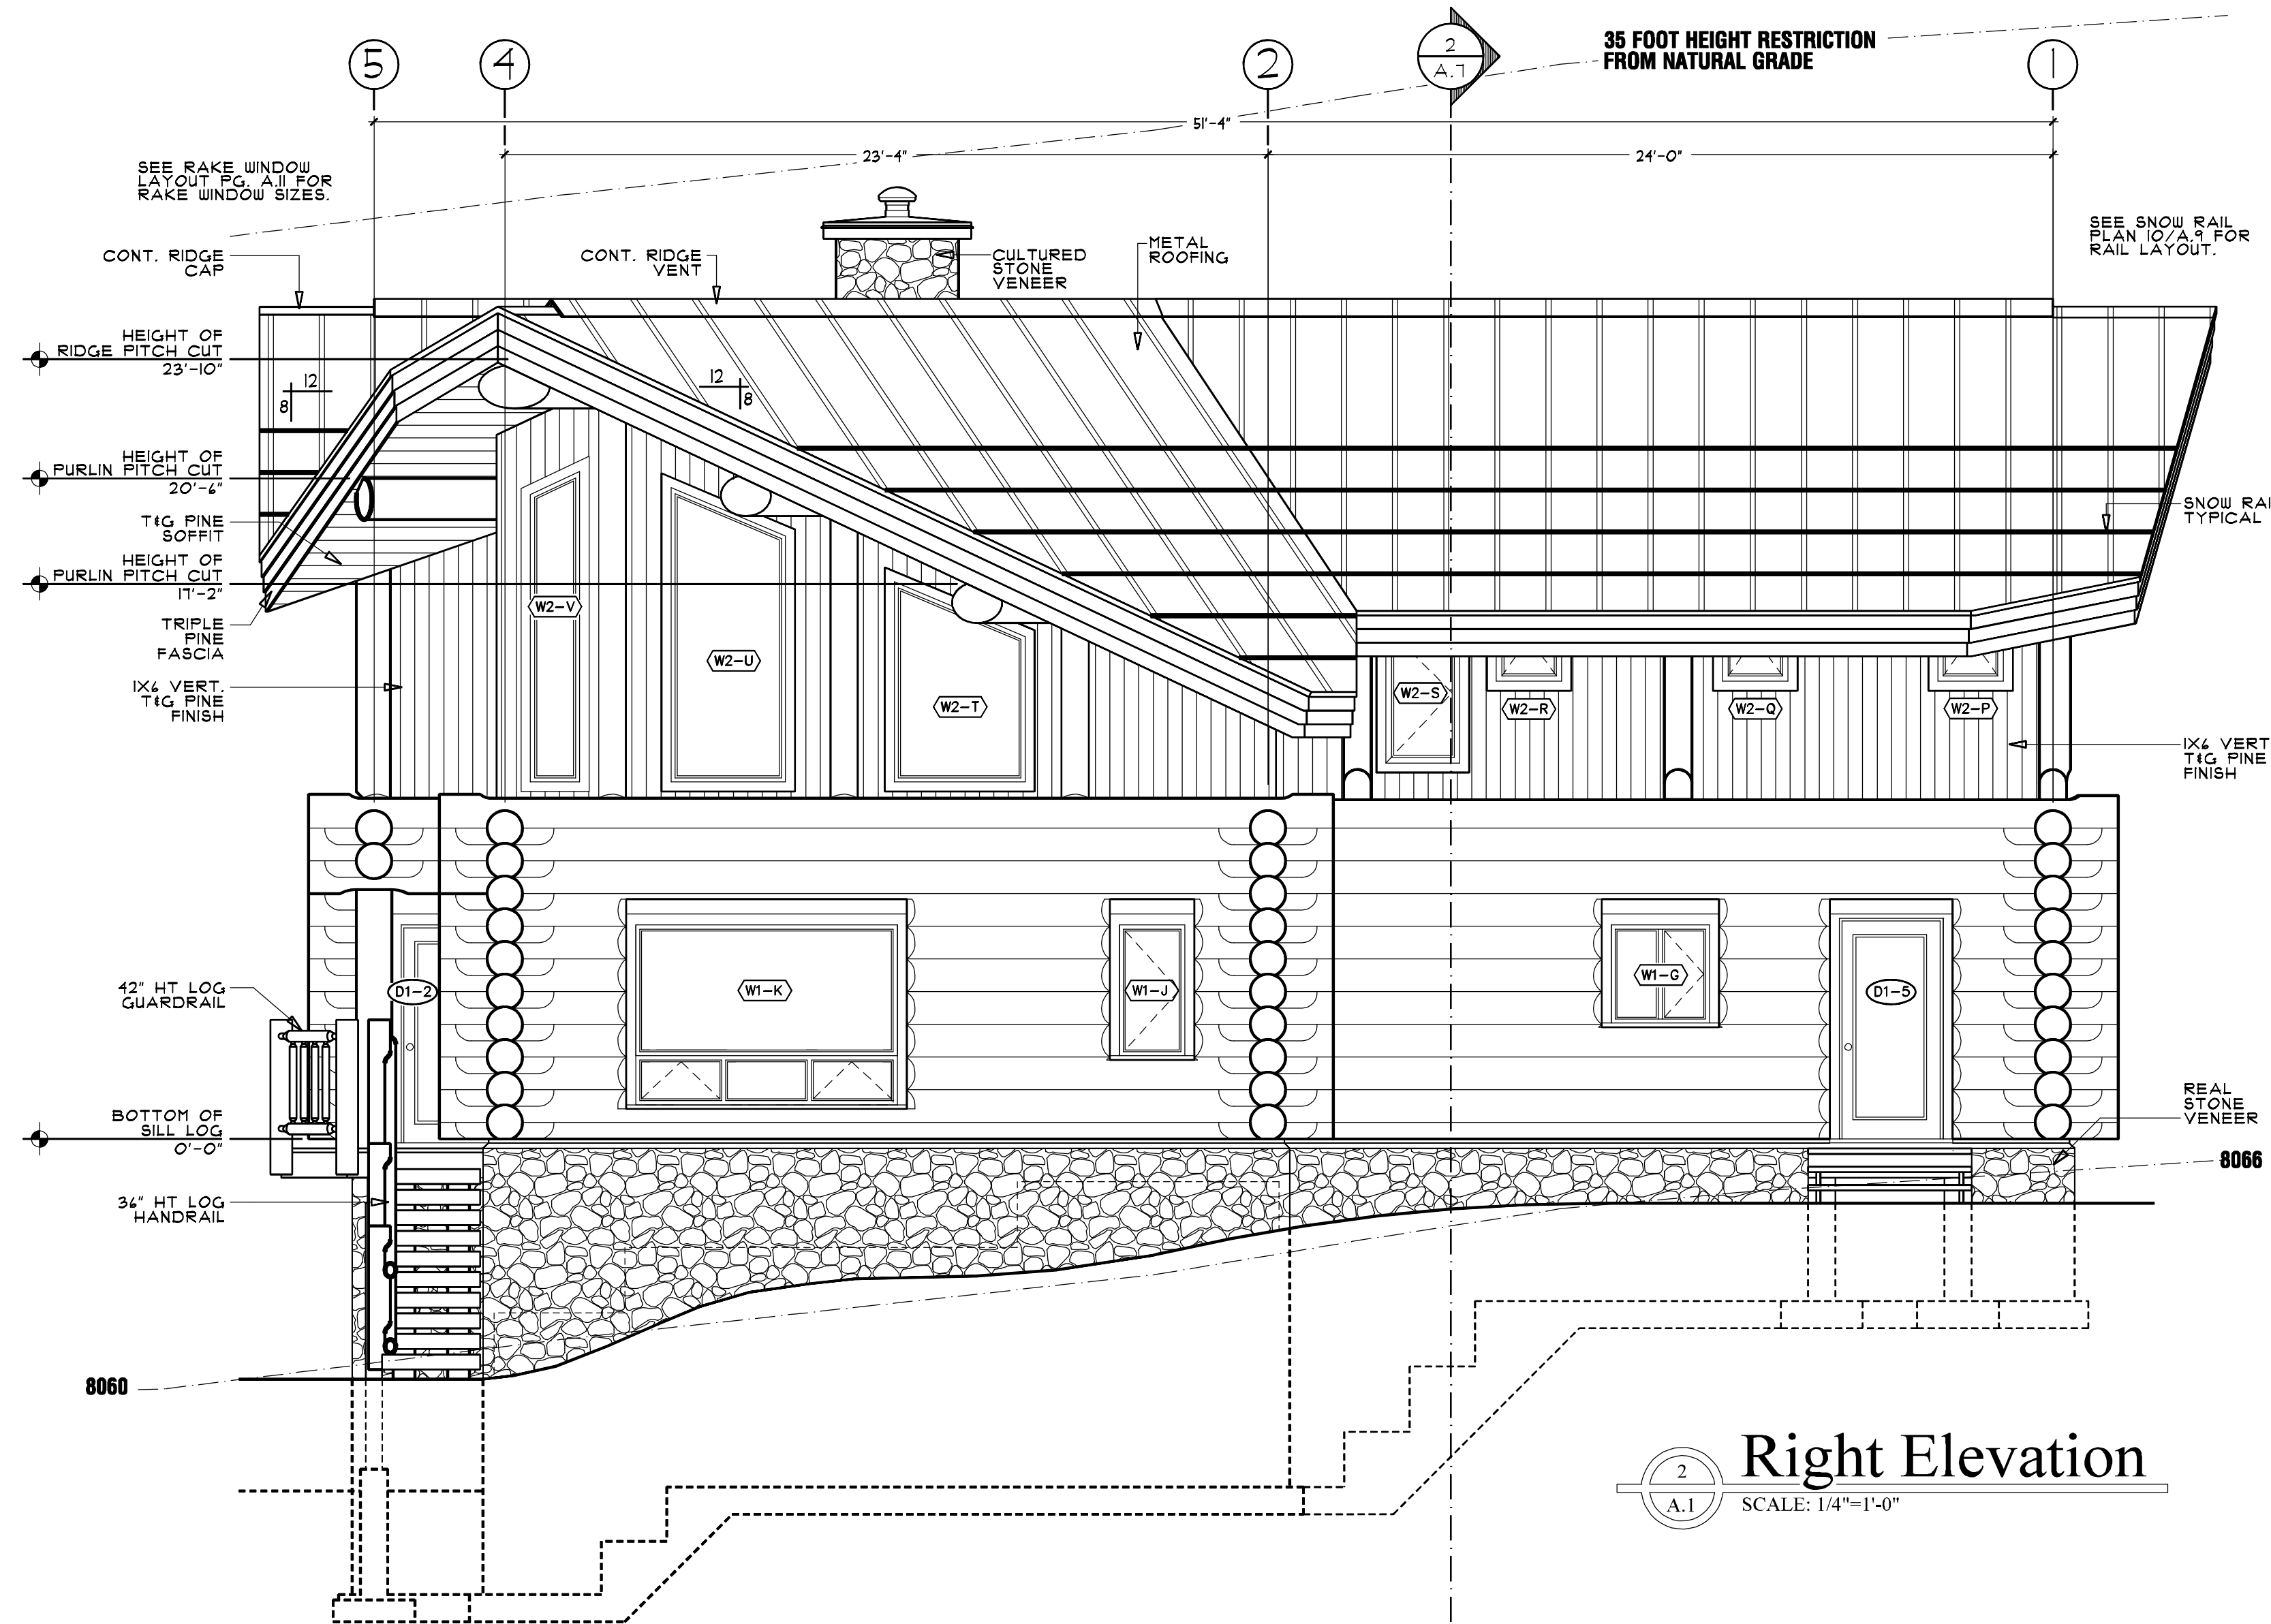 5
4
2
2
A.7
35 FOOT HEIGHT RESTRICTION
FROM NATURAL GRADE
1
51'-4"
23'-4"
24'-0"
SEE RAKE WINDOW
LAYOUT PG. A.11 FOR
RAKE WINDOW SIZES.
SEE SNOW RAIL
PLAN 10/A.9 FOR
RAIL LAYOUT.
CONT. RIDGE
CAP
CONT. RIDGE
VENT
CULTURED
STONE
VENEER
METAL
ROOFING
HEIGHT OF
RIDGE PITCH CUT
23'-10"
12
8
12
8
HEIGHT OF
PURLIN PITCH CUT
20'-6"
T&G PINE
SOFFIT
SNOW RAI
TYPICAL
HEIGHT OF
PURLIN PITCH CUT
17'-2"
TRIPLE
PINE
FASCIA
W2-V
W2-U
W2-T
W2-S
W2-R
W2-Q
W2-P
1X6 VERT.
T&G PINE
FINISH
1X6 VERT
T&G PINE
FINISH
42" HT LOG
GUARDRAIL
D1-2
W1-K
W1-J
W1-G
D1-5
BOTTOM OF
SILL LOG
0'-0"
REAL
STONE
VENEER
8066
36" HT LOG
HANDRAIL
8060
2
A.1
Right Elevation
SCALE: 1/4"=1'-0"